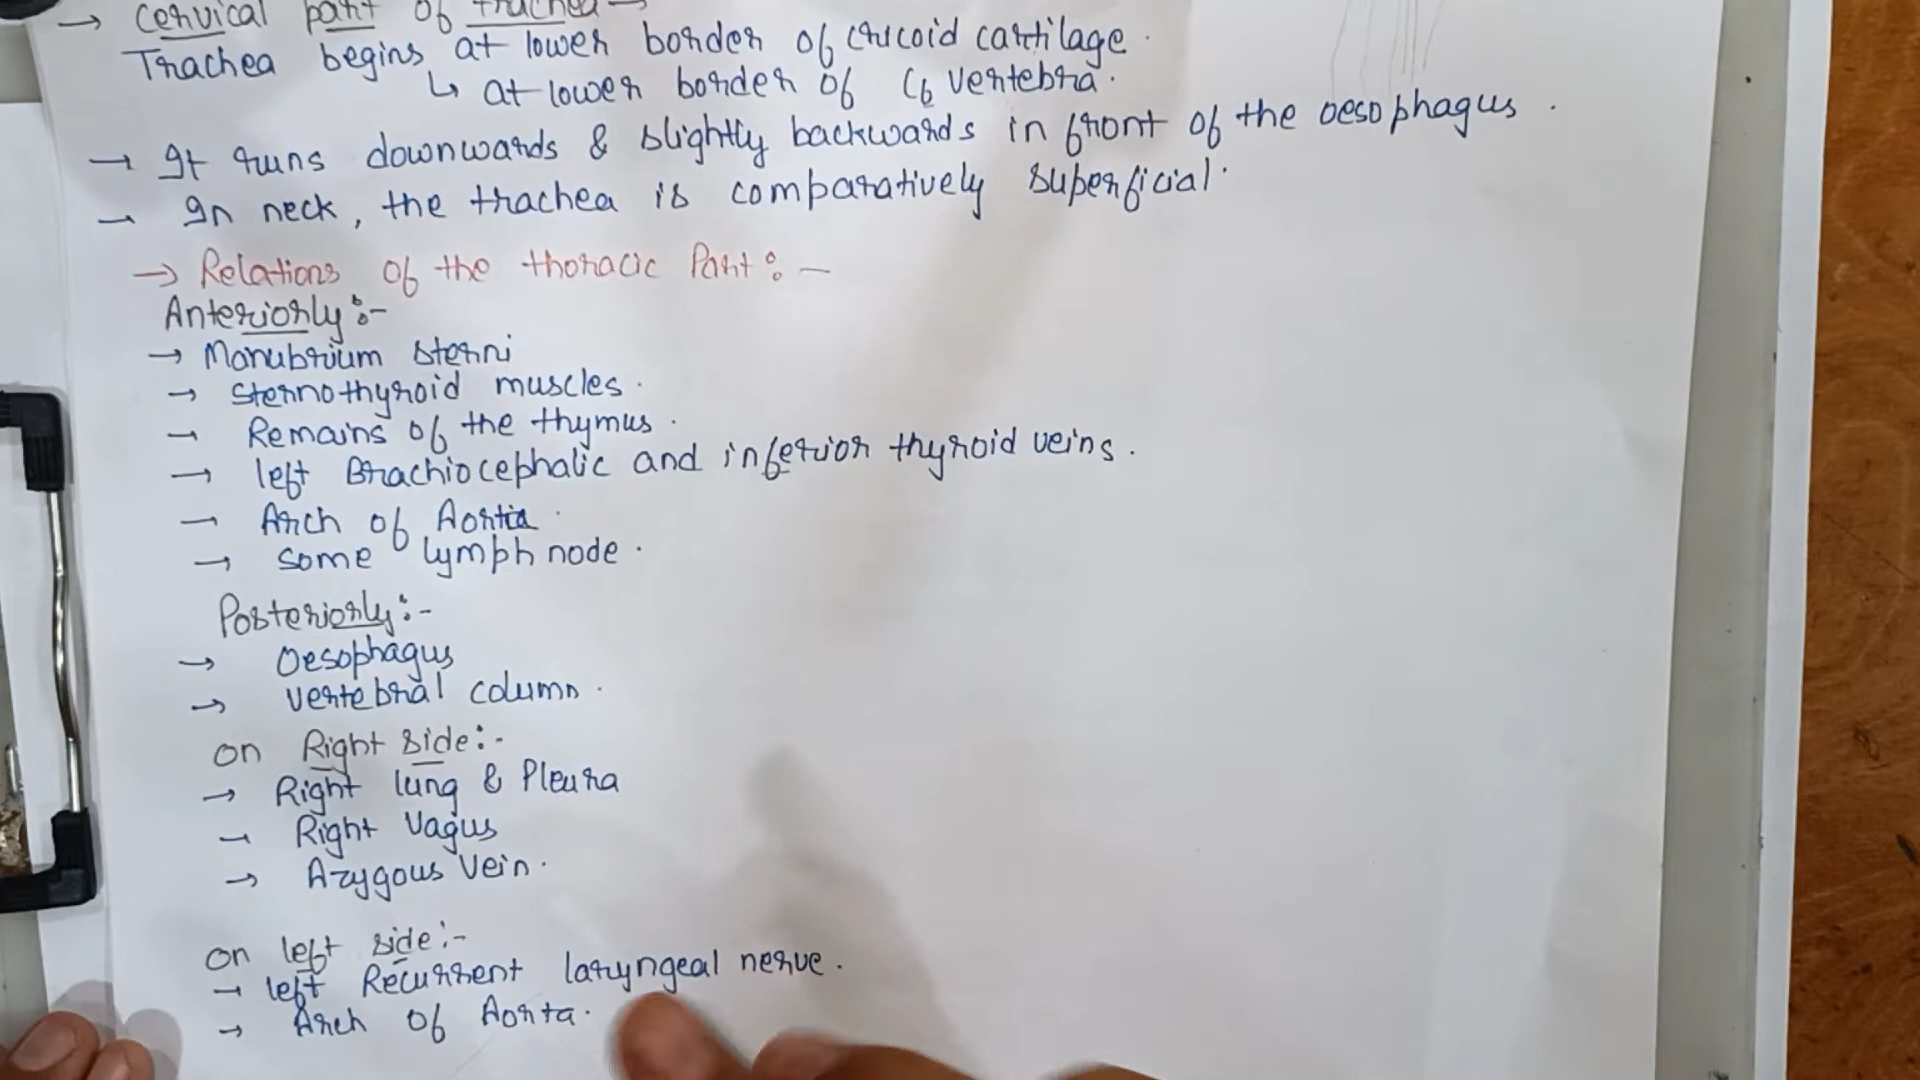 → Cervical part of trachea →
Trachea begins at lower border of cricoid cartilage.
↳ at lower border of C6 vertebra.
→ It runs downwards & slightly backwards in front of the oesophagus.
→ In neck, the trachea is comparatively superficial.
→ Relations of the thoracic Part:-
Anteriorly:-
→ Manubrium sterni
→ Sternothyroid muscles.
→ Remains of the thymus.
→ left Brachiocephalic and inferior thyroid veins.
→ Arch of Aorta.
→ some lymph node.
Posteriorly:-
→ Oesophagus
→ vertebral column.
on Right side:-
→ Right lung & Pleura
→ Right Vagus
→ Azygous Vein.
on left side:-
→ left Recurrent laryngeal nerve.
→ Arch of Aorta.